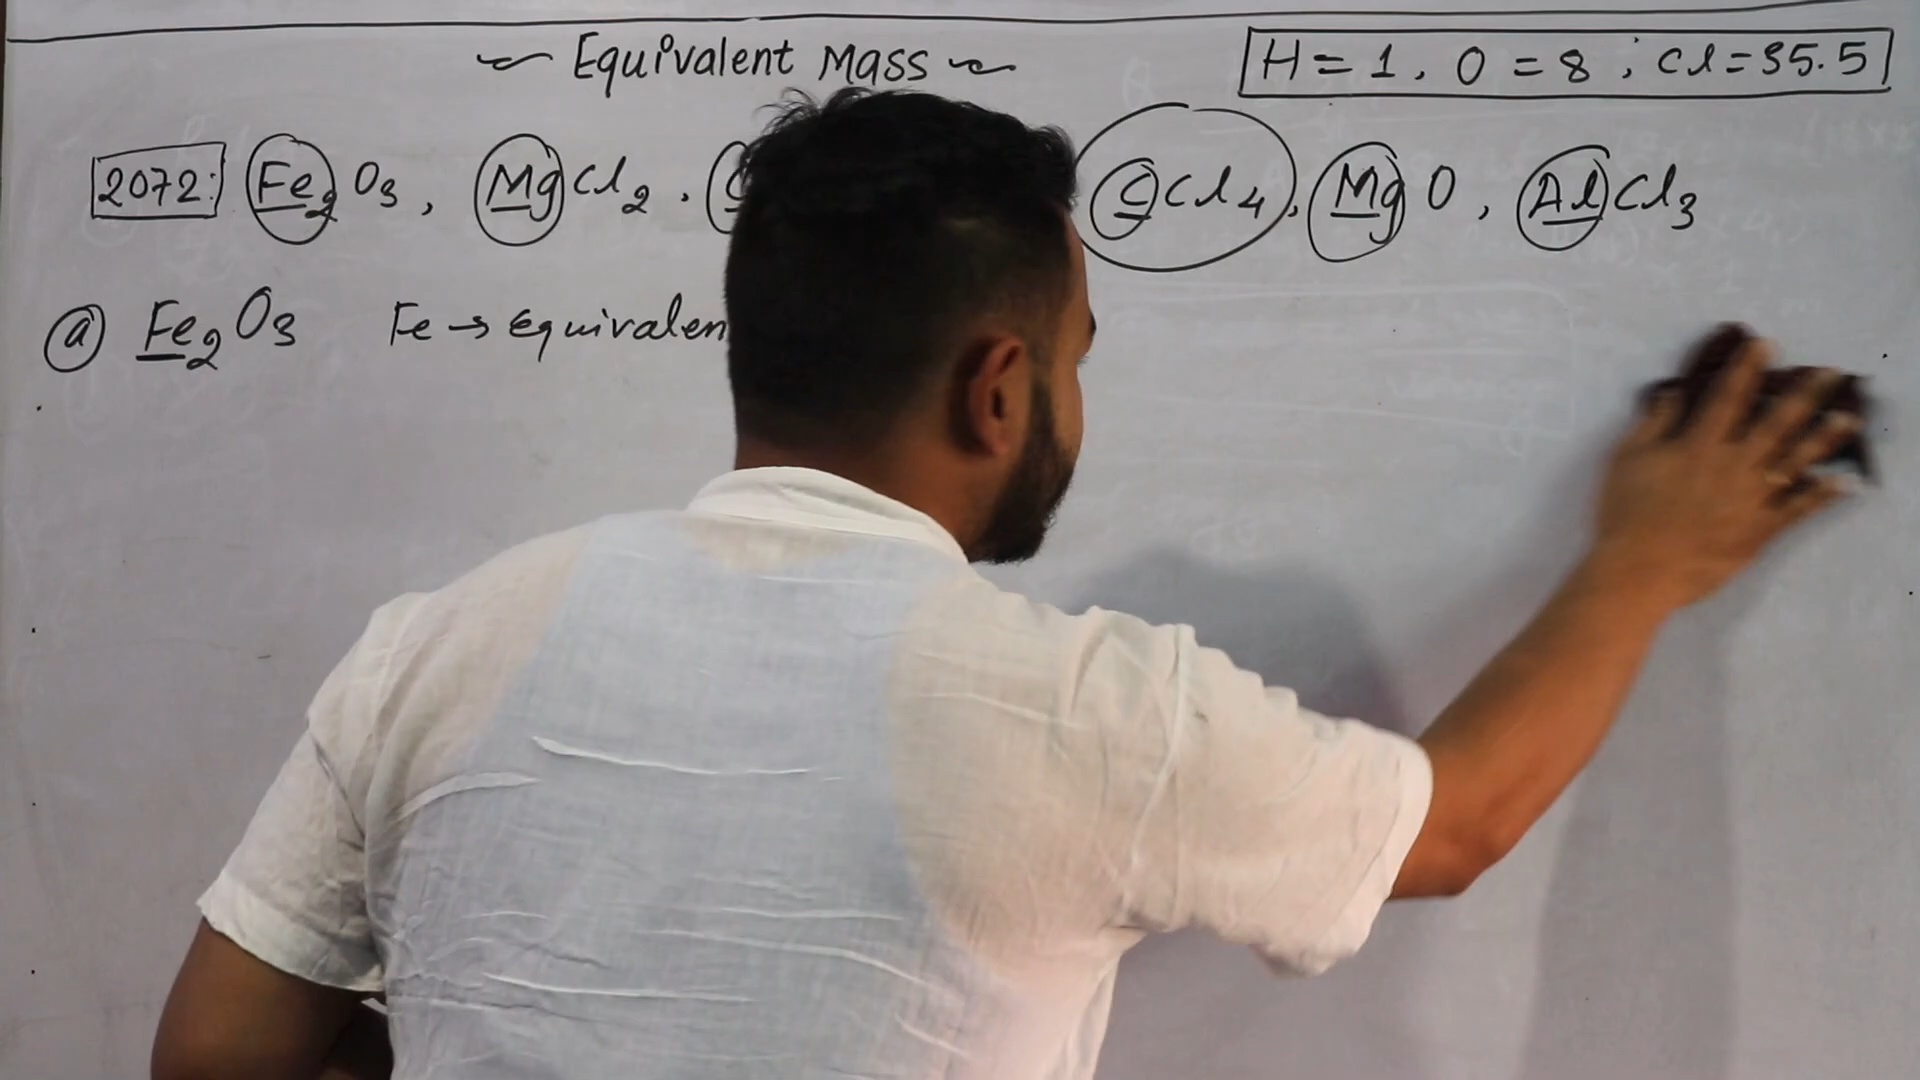 Equivalent Mass
H = 1, O = 8 ; Cl = 35.5
2072: Fe2O3, MgCl2. CCl4, MgO, AlCl3
(a) Fe2O3 Fe → Equivalen